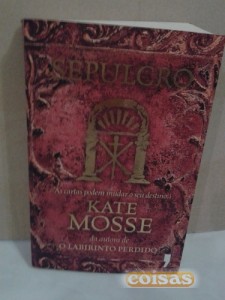 SEPULCRO
As cartas podem mudar o seu destino...
KATE
MOSSE
da autora de
O LABIRINTO PERDIDO
coisas